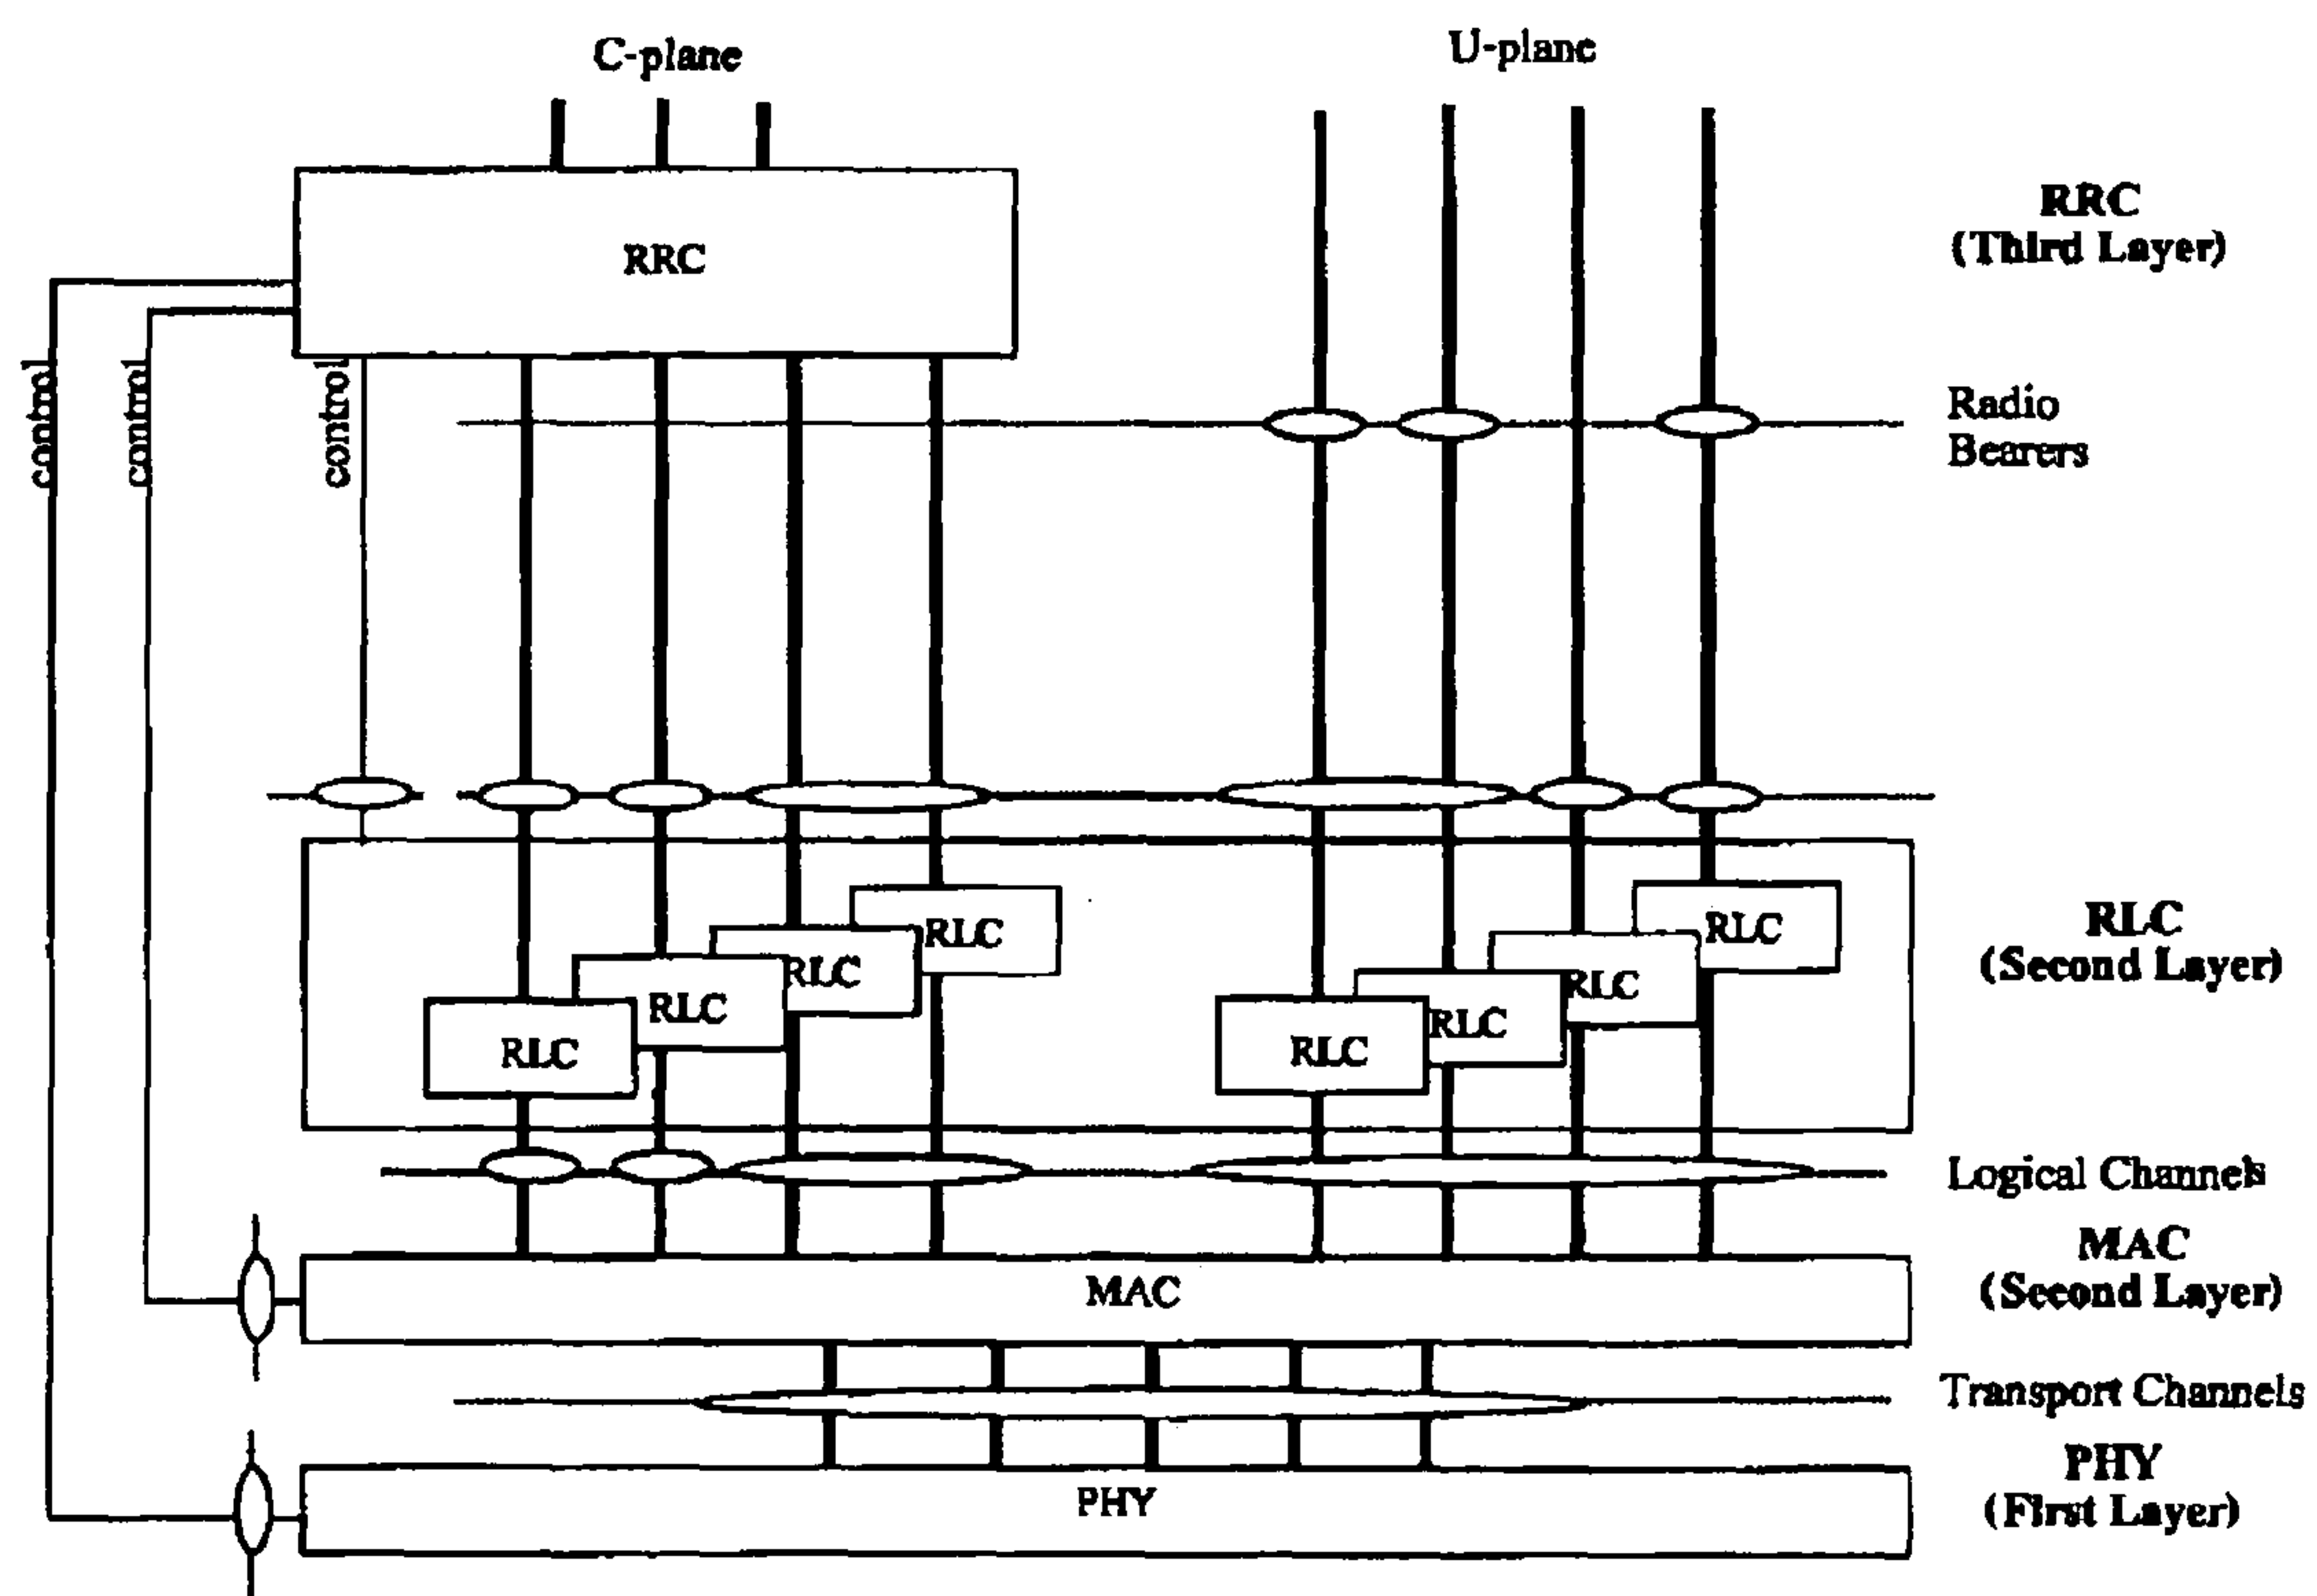 C-plane
U-plane
RRC
RRC
(Third Layer)
control
control
control
Radio
Bearers
RLC
RLC
RLC
RLC
RLC
RLC
RLC
RLC
RLC
(Second Layer)
Logical Channels
MAC
MAC
(Second Layer)
Transport Channels
PHY
PHY
(First Layer)